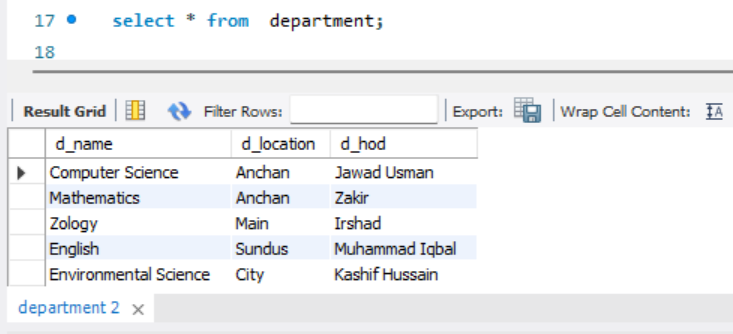 17 select * from department;
18
Result Grid Filter Rows: Export: Wrap Cell Content: IA
d_name d_location d_hod
Computer Science Anchan Jawad Usman
Mathematics Anchan Zakir
Zology Main Irshad
English Sundus Muhammad Iqbal
Environmental Science City Kashif Hussain
department 2 ×